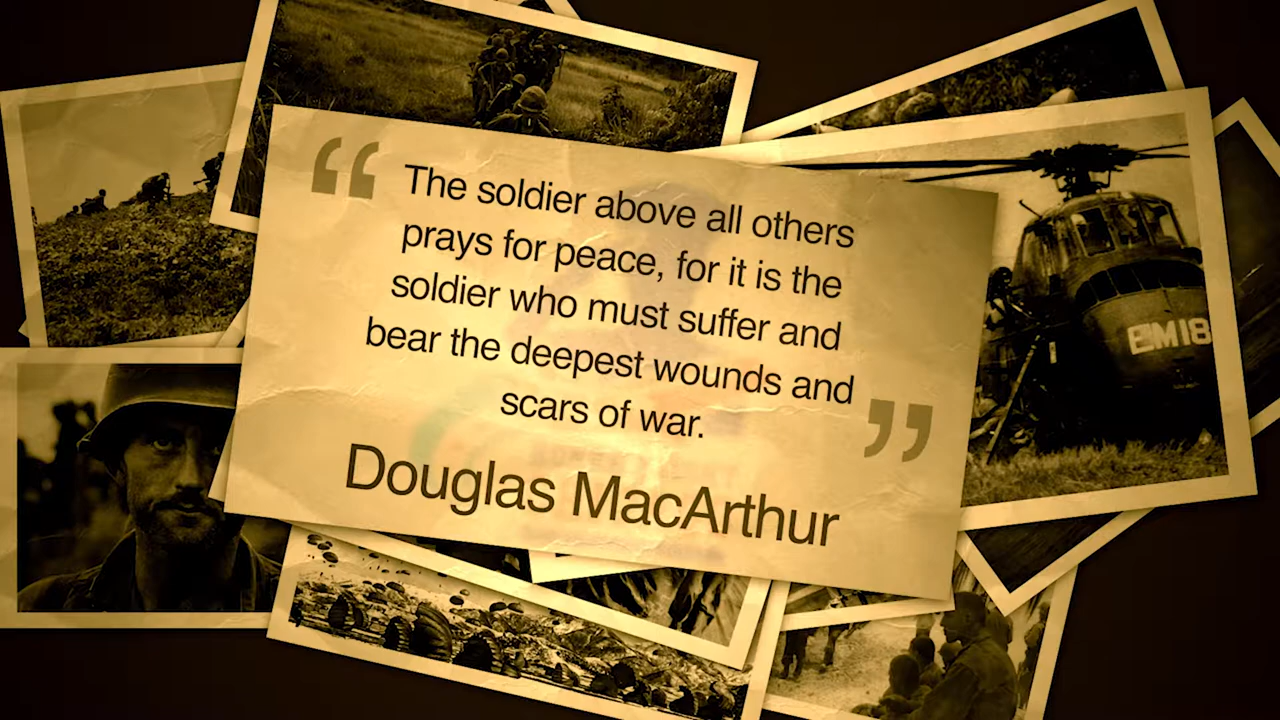 “
The soldier above all others
prays for peace, for it is the
soldier who must suffer and
bear the deepest wounds and
scars of war.
”
Douglas MacArthur
EM18